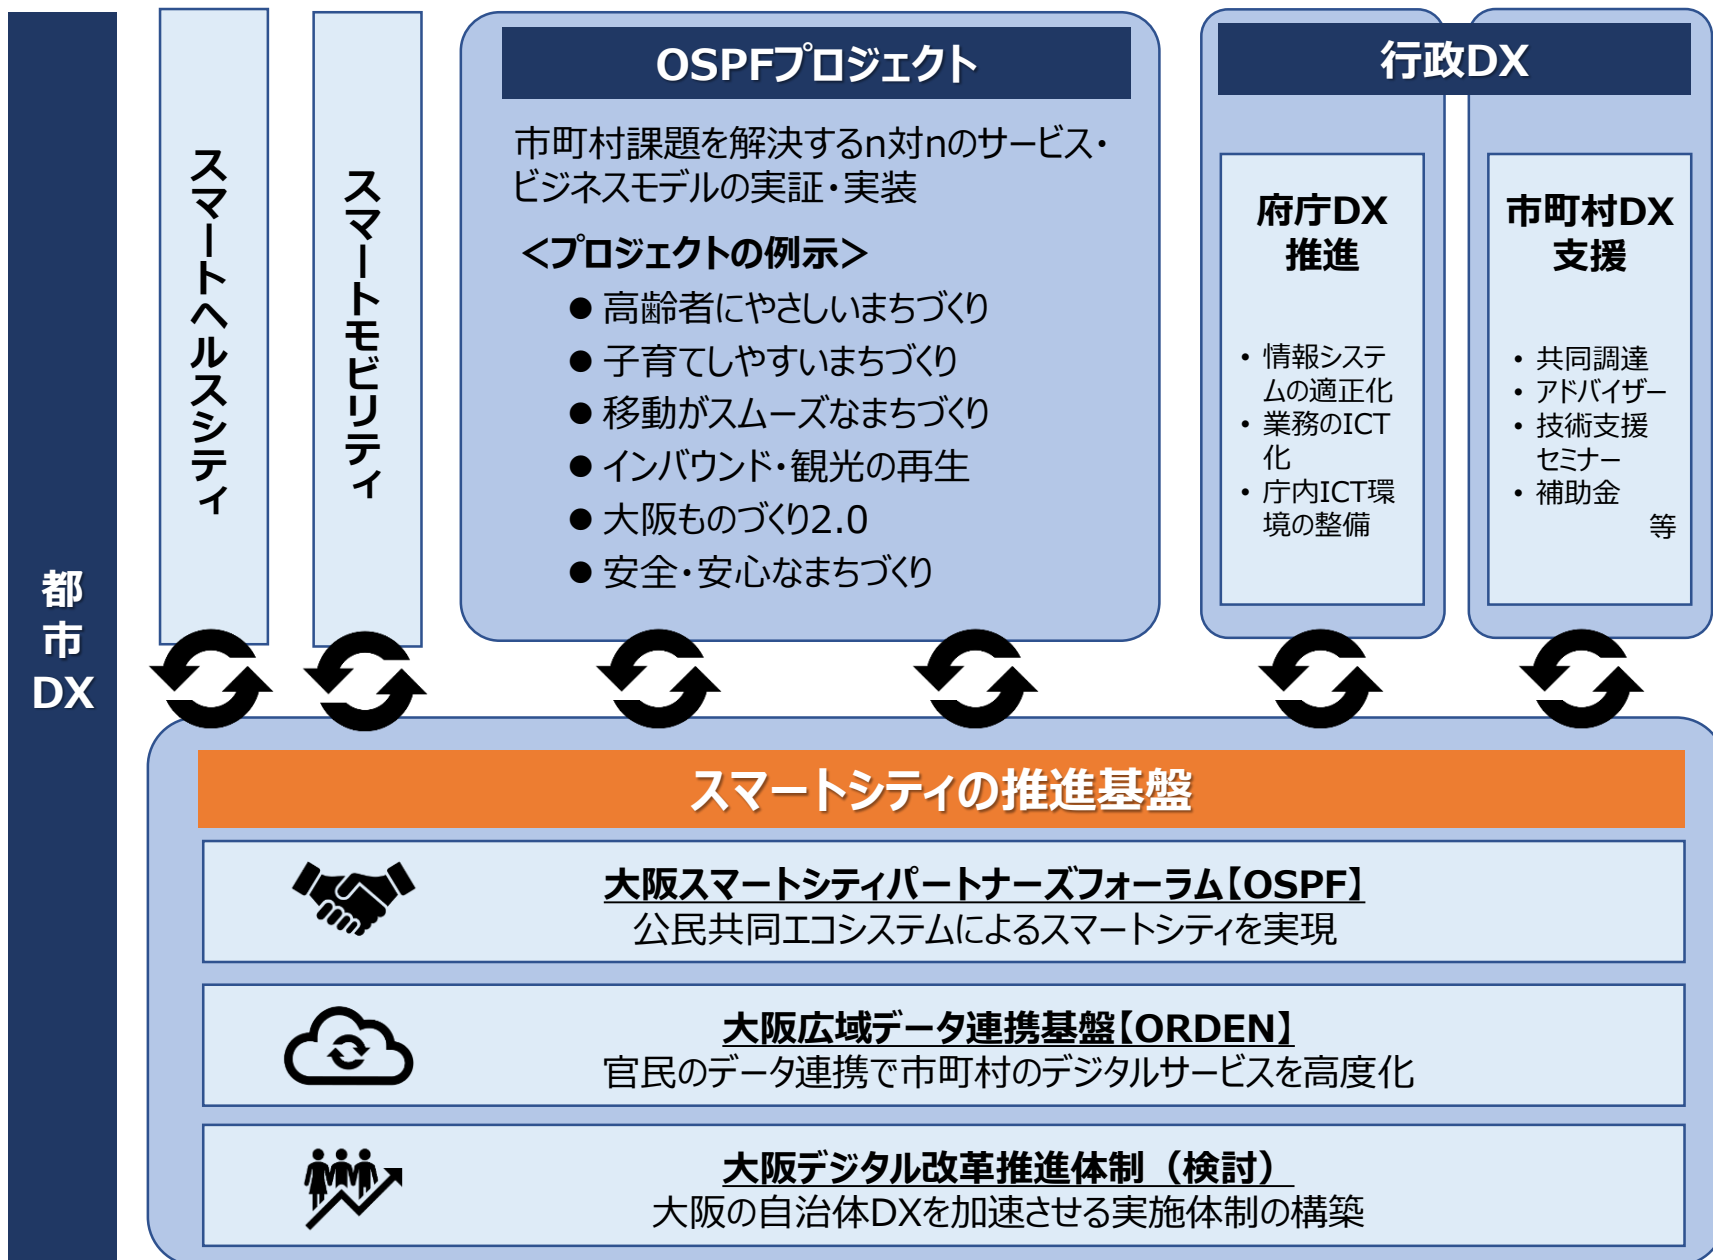 都
市
DX
スマートヘルスシティ
スマートモビリティ
OSPFプロジェクト
市町村課題を解決するn対nのサービス・
ビジネスモデルの実証・実装
＜プロジェクトの例示＞
● 高齢者にやさしいまちづくり
● 子育てしやすいまちづくり
● 移動がスムーズなまちづくり
● インバウンド・観光の再生
● 大阪ものづくり2.0
● 安全・安心なまちづくり
行政DX
府庁DX
推進
• 情報システ
ムの適正化
• 業務のICT
化
• 庁内ICT環
境の整備
市町村DX
支援
• 共同調達
• アドバイザー
• 技術支援
セミナー
• 補助金
等
スマートシティの推進基盤
大阪スマートシティパートナーズフォーラム【OSPF】
公民共同エコシステムによるスマートシティを実現
大阪広域データ連携基盤【ORDEN】
官民のデータ連携で市町村のデジタルサービスを高度化
大阪デジタル改革推進体制（検討）
大阪の自治体DXを加速させる実施体制の構築